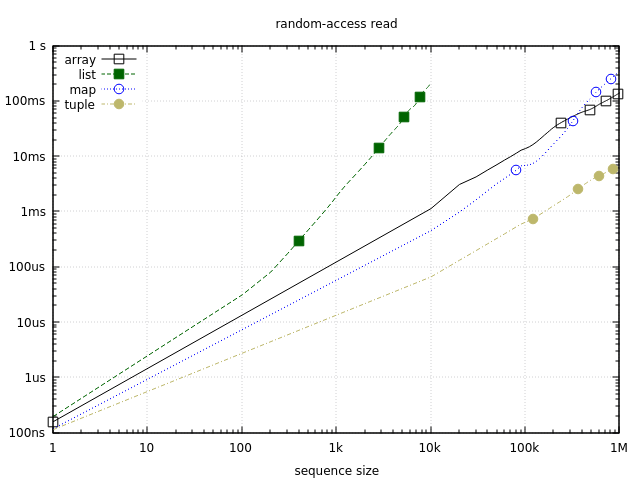 random-access read
1 s
100ms
10ms
1ms
100us
10us
1us
100ns
array
list
map
tuple
1 10 100 1k 10k 100k 1M
sequence size